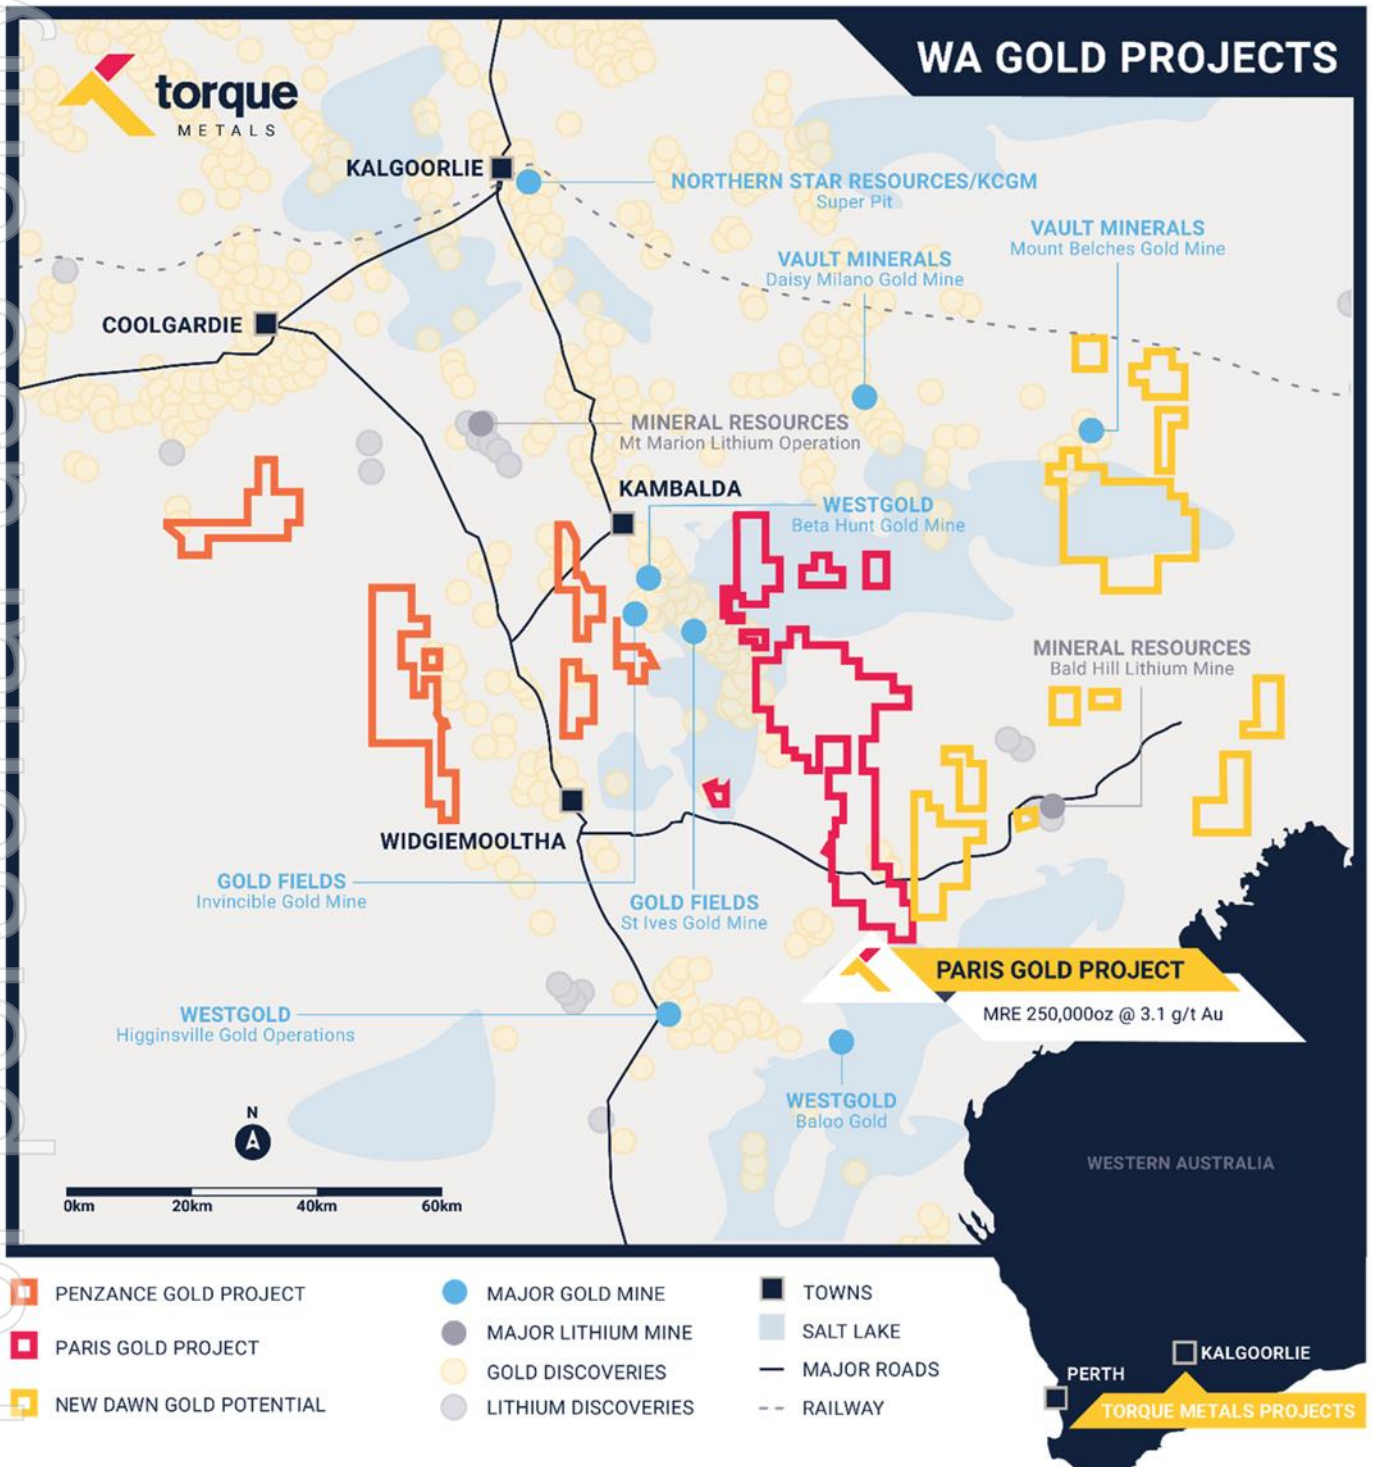 WA GOLD PROJECTS
torque
METALS
KALGOORLIE
NORTHERN STAR RESOURCES/KCGM
Super Pit
VAULT MINERALS
Mount Belches Gold Mine
VAULT MINERALS
Daisy Milano Gold Mine
COOLGARDIE
MINERAL RESOURCES
Mt Marion Lithium Operation
KAMBALDA
WESTGOLD
Beta Hunt Gold Mine
MINERAL RESOURCES
Bald Hill Lithium Mine
WIDGIEMOOLTHA
GOLD FIELDS
Invincible Gold Mine
GOLD FIELDS
St Ives Gold Mine
PARIS GOLD PROJECT
MRE 250,000oz @ 3.1 g/t Au
WESTGOLD
Higginsville Gold Operations
WESTGOLD
Baloo Gold
N
WESTERN AUSTRALIA
0km 20km 40km 60km
PENZANCE GOLD PROJECT
PARIS GOLD PROJECT
NEW DAWN GOLD POTENTIAL
MAJOR GOLD MINE
MAJOR LITHIUM MINE
GOLD DISCOVERIES
LITHIUM DISCOVERIES
TOWNS
SALT LAKE
MAJOR ROADS
RAILWAY
KALGOORLIE
PERTH
TORQUE METALS PROJECTS